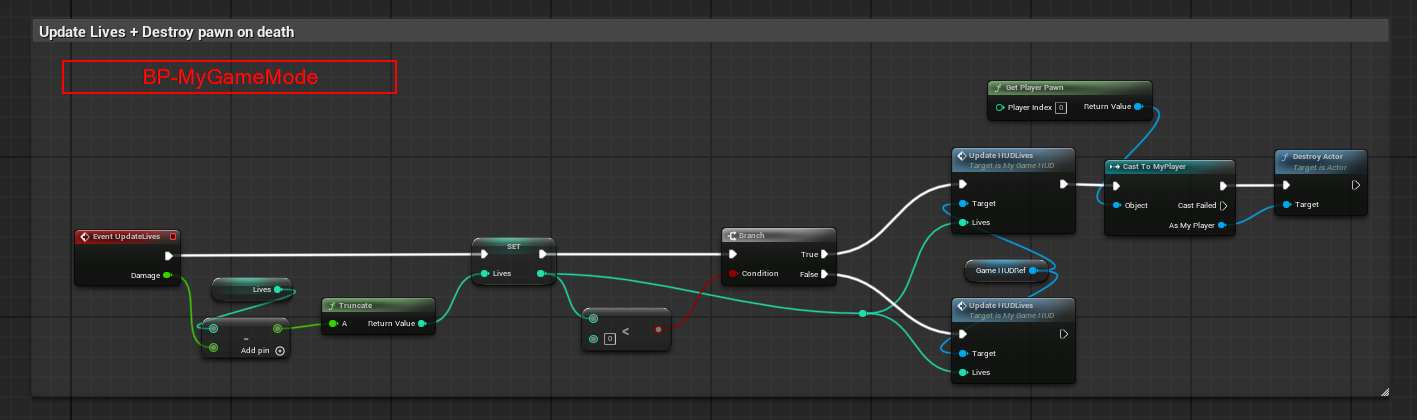 Update Lives + Destroy pawn on death
BP-MyGameMode
Get Player Pawn
Player Index 0
Return Value
Update HUDLives
Target is My Game HUD
Target
Lives
Cast To MyPlayer
Object
Cast Failed
As My Player
Destroy Actor
Target is Actor
Target
Event UpdateLives
Damage
Lives
-
Add pin
Truncate
A
Return Value
SET
Lives
<
0
Branch
Condition
True
False
Game HUDRef
Update HUDLives
Target is My Game HUD
Target
Lives